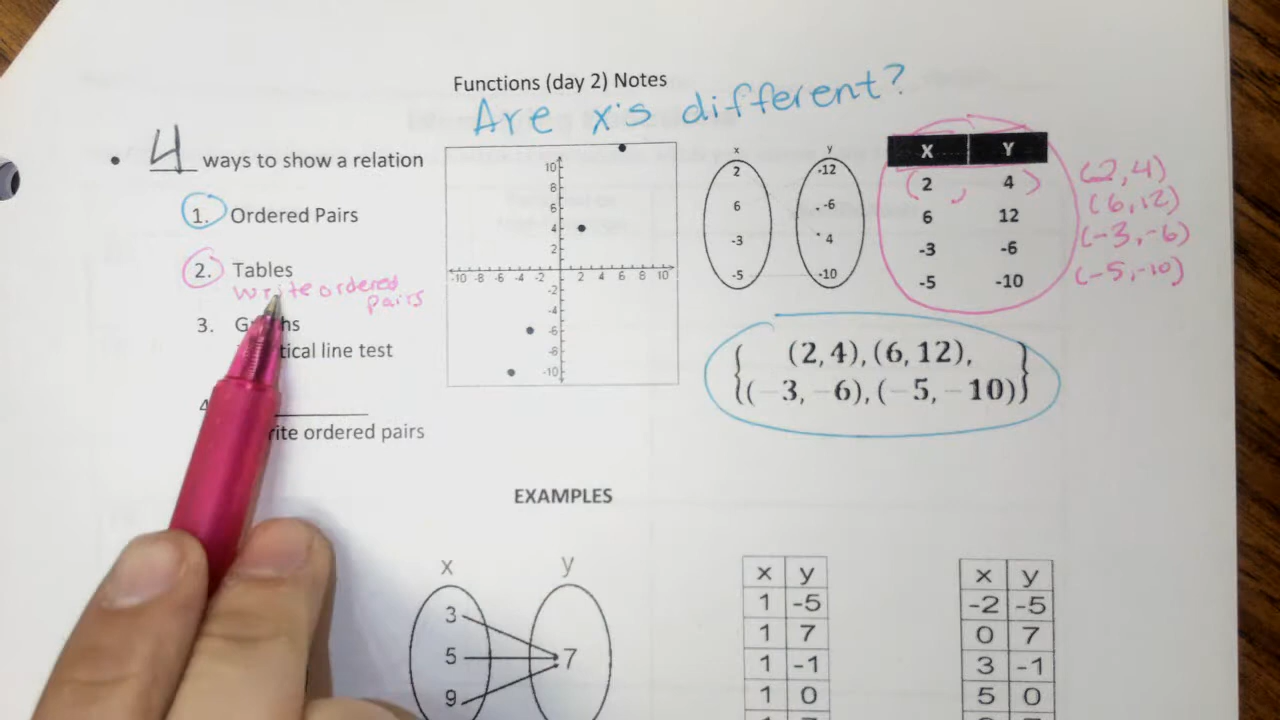 Functions (day 2) Notes
Are x's different?
4 ways to show a relation
1. Ordered Pairs
2. Tables
write ordered
pairs
3. G hs
tical line test
4
rite ordered pairs
10
8
6
4
2
-10 -8 -6 -4 -2 2 4 6 8 10
-2
-4
-6
-8
-10
x y
2 -12
6 -6
-3 4
-5 -10
X Y
(2, 4) (2,4)
6 12 (6,12)
-3 -6 (-3,-6)
-5 -10 (-5,-10)
{(2, 4), (6, 12),
(-3, -6), (-5, -10)}
EXAMPLES
x y
3
5 7
9
x y
1 -5
1 7
1 -1
1 0
x y
-2 -5
0 7
3 -1
5 0